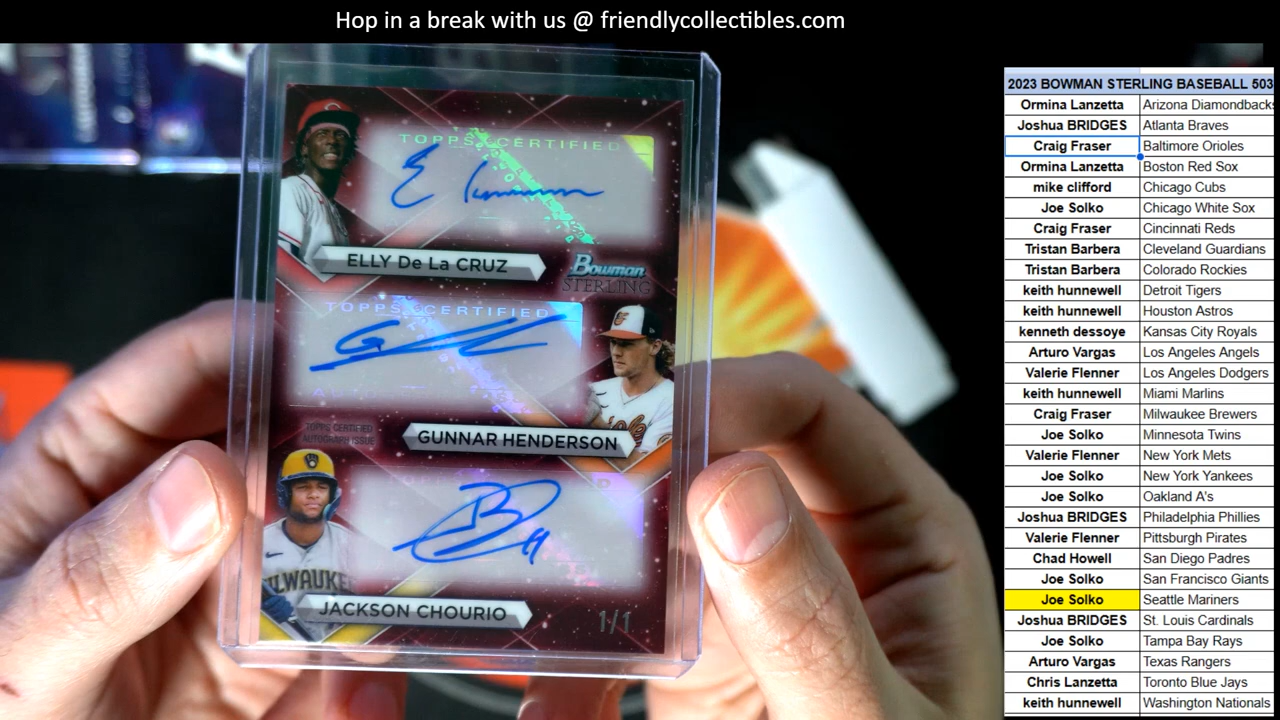 Hop in a break with us @ friendlycollectibles.com
TOPPS CERTIFIED
ELLY De La CRUZ
Bowman
STERLING
TOPPS CERTIFIED
TOPPS CERTIFIED
AUTOGRAPH ISSUE
GUNNAR HENDERSON
JACKSON CHOURIO
1/1
2023 BOWMAN STERLING BASEBALL 503
Ormina Lanzetta Arizona Diamondbacks
Joshua BRIDGES Atlanta Braves
Craig Fraser Baltimore Orioles
Ormina Lanzetta Boston Red Sox
mike clifford Chicago Cubs
Joe Solko Chicago White Sox
Craig Fraser Cincinnati Reds
Tristan Barbera Cleveland Guardians
Tristan Barbera Colorado Rockies
keith hunnewell Detroit Tigers
keith hunnewell Houston Astros
kenneth dessoye Kansas City Royals
Arturo Vargas Los Angeles Angels
Valerie Flenner Los Angeles Dodgers
keith hunnewell Miami Marlins
Craig Fraser Milwaukee Brewers
Joe Solko Minnesota Twins
Valerie Flenner New York Mets
Joe Solko New York Yankees
Joe Solko Oakland A's
Joshua BRIDGES Philadelphia Phillies
Valerie Flenner Pittsburgh Pirates
Chad Howell San Diego Padres
Joe Solko San Francisco Giants
Joe Solko Seattle Mariners
Joshua BRIDGES St. Louis Cardinals
Joe Solko Tampa Bay Rays
Arturo Vargas Texas Rangers
Chris Lanzetta Toronto Blue Jays
keith hunnewell Washington Nationals